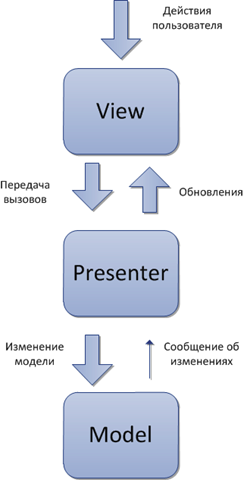 Действия
пользователя
View
Передача
вызовов
Обновления
Presenter
Изменение
модели
Сообщение об
изменениях
Model